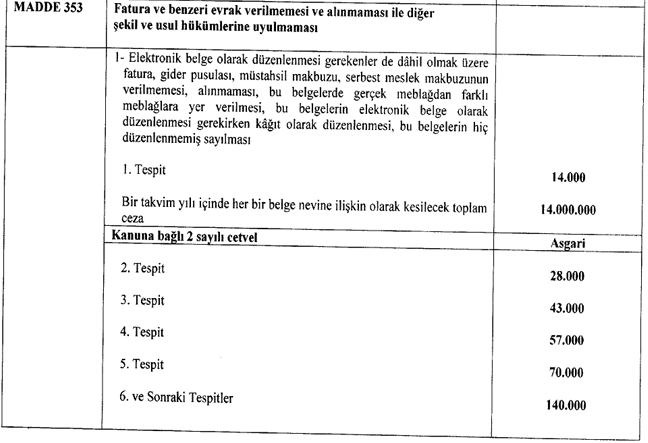 MADDE 353
Fatura ve benzeri evrak verilmemesi ve alınmaması ile diğer
şekil ve usul hükümlerine uyulmaması
1- Elektronik belge olarak düzenlenmesi gerekenler de dâhil olmak üzere
fatura, gider pusulası, müstahsil makbuzu, serbest meslek makbuzunun
verilmemesi, alınmaması, bu belgelerde gerçek meblağdan farklı
meblağlara yer verilmesi, bu belgelerin elektronik belge olarak
düzenlenmesi gerekirken kâğıt olarak düzenlenmesi, bu belgelerin hiç
düzenlenmemiş sayılması
1. Tespit 14.000
Bir takvim yılı içinde her bir belge nevine ilişkin olarak kesilecek toplam 14.000.000
ceza
Kanuna bağlı 2 sayılı cetvel Asgari
2. Tespit 28.000
3. Tespit 43.000
4. Tespit 57.000
5. Tespit 70.000
6. ve Sonraki Tespitler 140.000